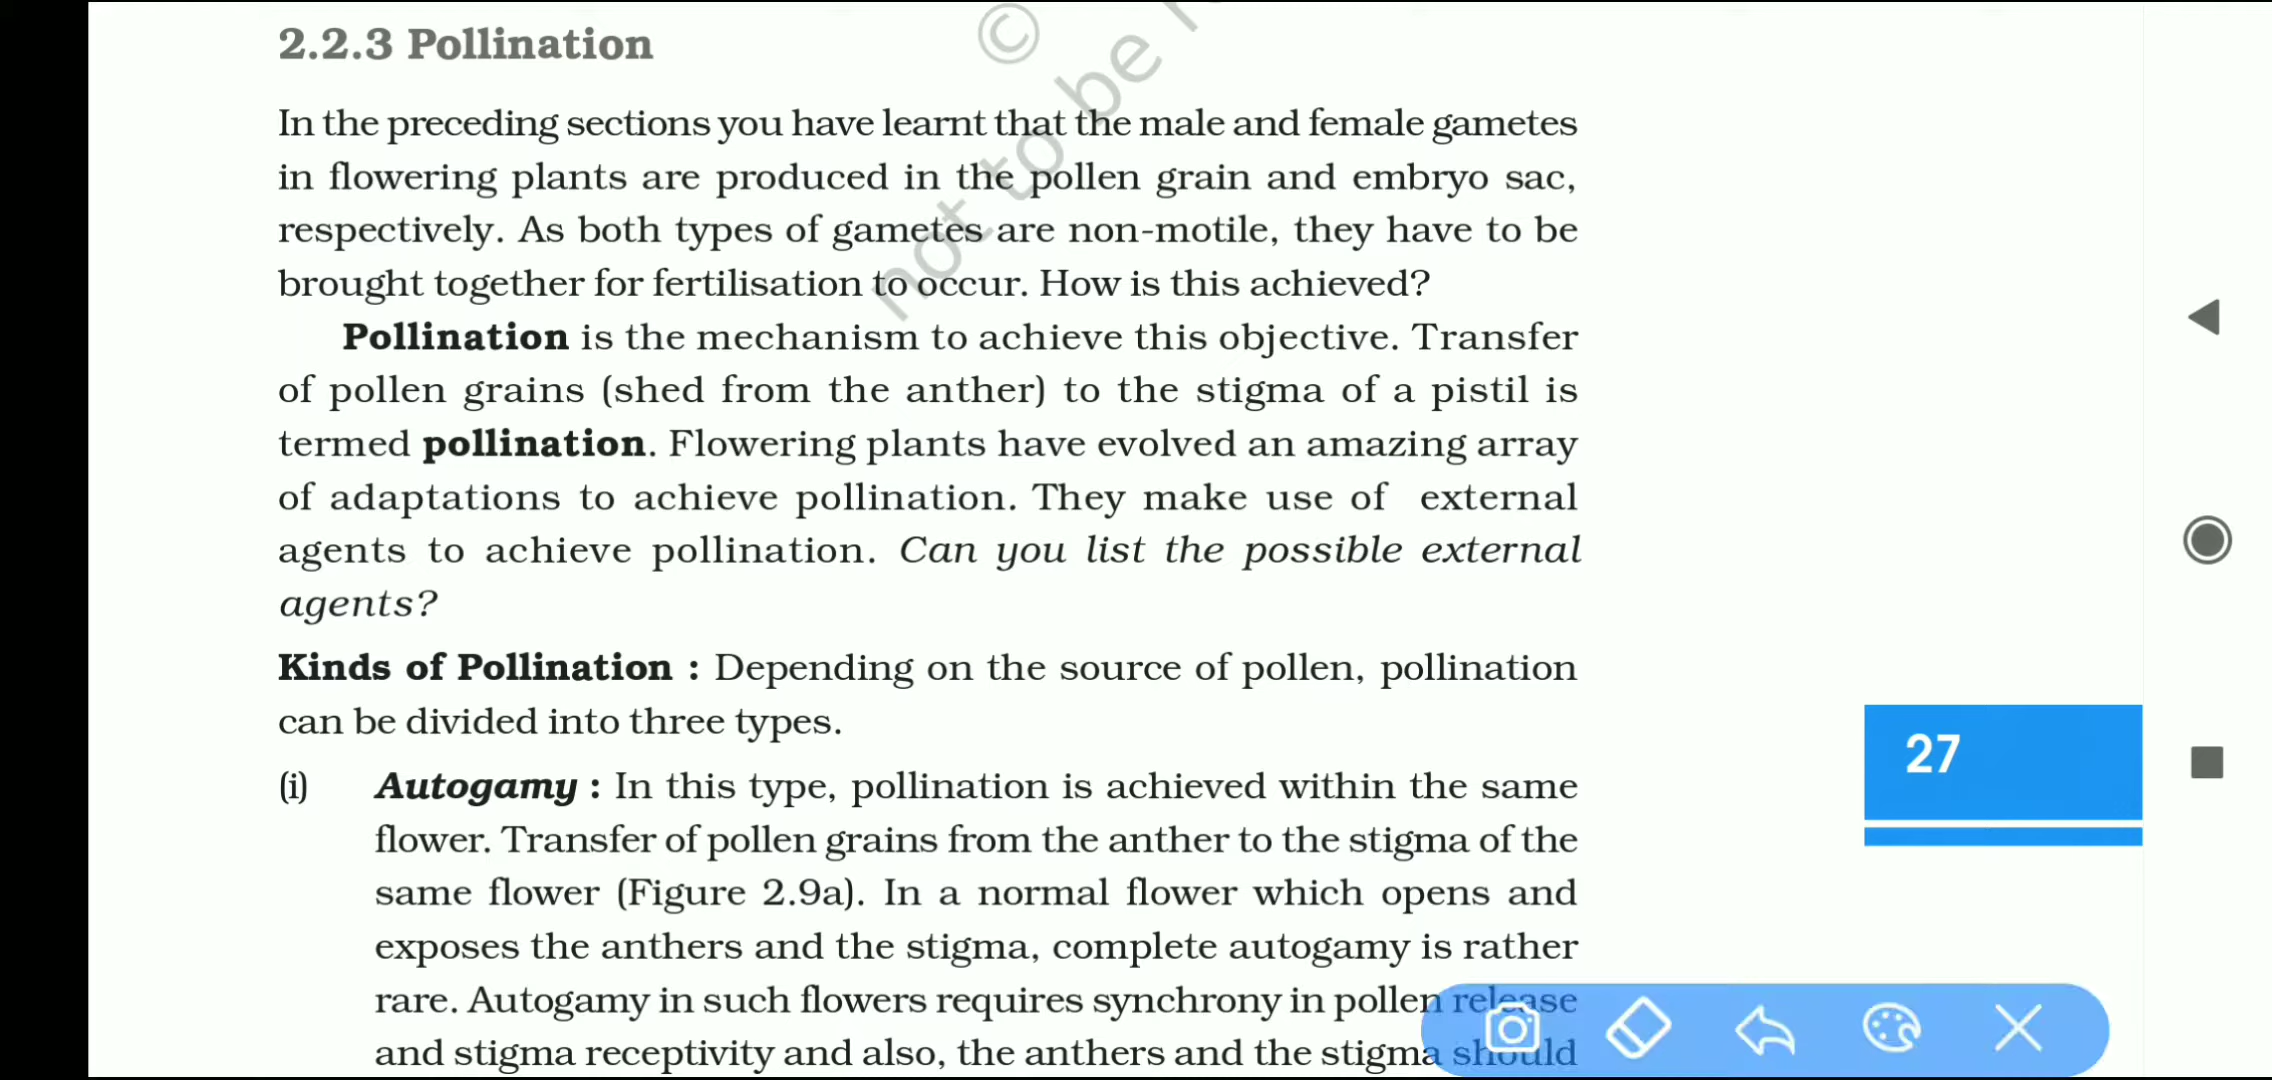 2.2.3 Pollination
©
not to be r
In the preceding sections you have learnt that the male and female gametes
in flowering plants are produced in the pollen grain and embryo sac,
respectively. As both types of gametes are non-motile, they have to be
brought together for fertilisation to occur. How is this achieved?
Pollination is the mechanism to achieve this objective. Transfer
of pollen grains (shed from the anther) to the stigma of a pistil is
termed pollination. Flowering plants have evolved an amazing array
of adaptations to achieve pollination. They make use of external
agents to achieve pollination. Can you list the possible external
agents?
Kinds of Pollination : Depending on the source of pollen, pollination
can be divided into three types.
(i) Autogamy : In this type, pollination is achieved within the same
flower. Transfer of pollen grains from the anther to the stigma of the
same flower (Figure 2.9a). In a normal flower which opens and
exposes the anthers and the stigma, complete autogamy is rather
rare. Autogamy in such flowers requires synchrony in pollen release
and stigma receptivity and also, the anthers and the stigma should
27